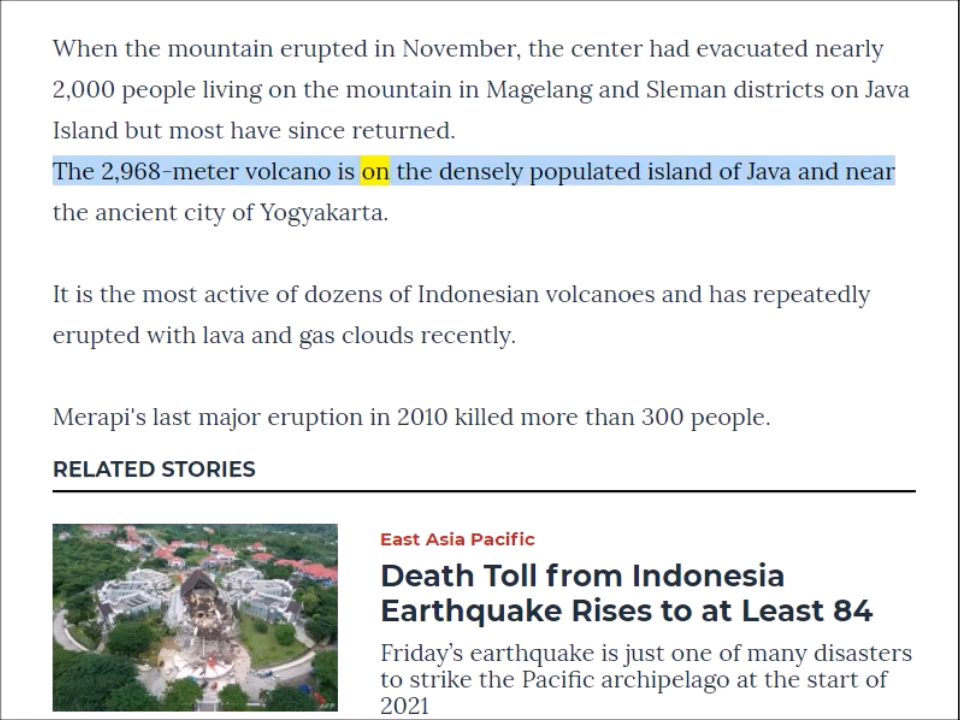 When the mountain erupted in November, the center had evacuated nearly
2,000 people living on the mountain in Magelang and Sleman districts on Java
Island but most have since returned.
The 2,968-meter volcano is on the densely populated island of Java and near
the ancient city of Yogyakarta.
It is the most active of dozens of Indonesian volcanoes and has repeatedly
erupted with lava and gas clouds recently.
Merapi's last major eruption in 2010 killed more than 300 people.
RELATED STORIES
East Asia Pacific
Death Toll from Indonesia
Earthquake Rises to at Least 84
Friday’s earthquake is just one of many disasters
to strike the Pacific archipelago at the start of
2021
AFP